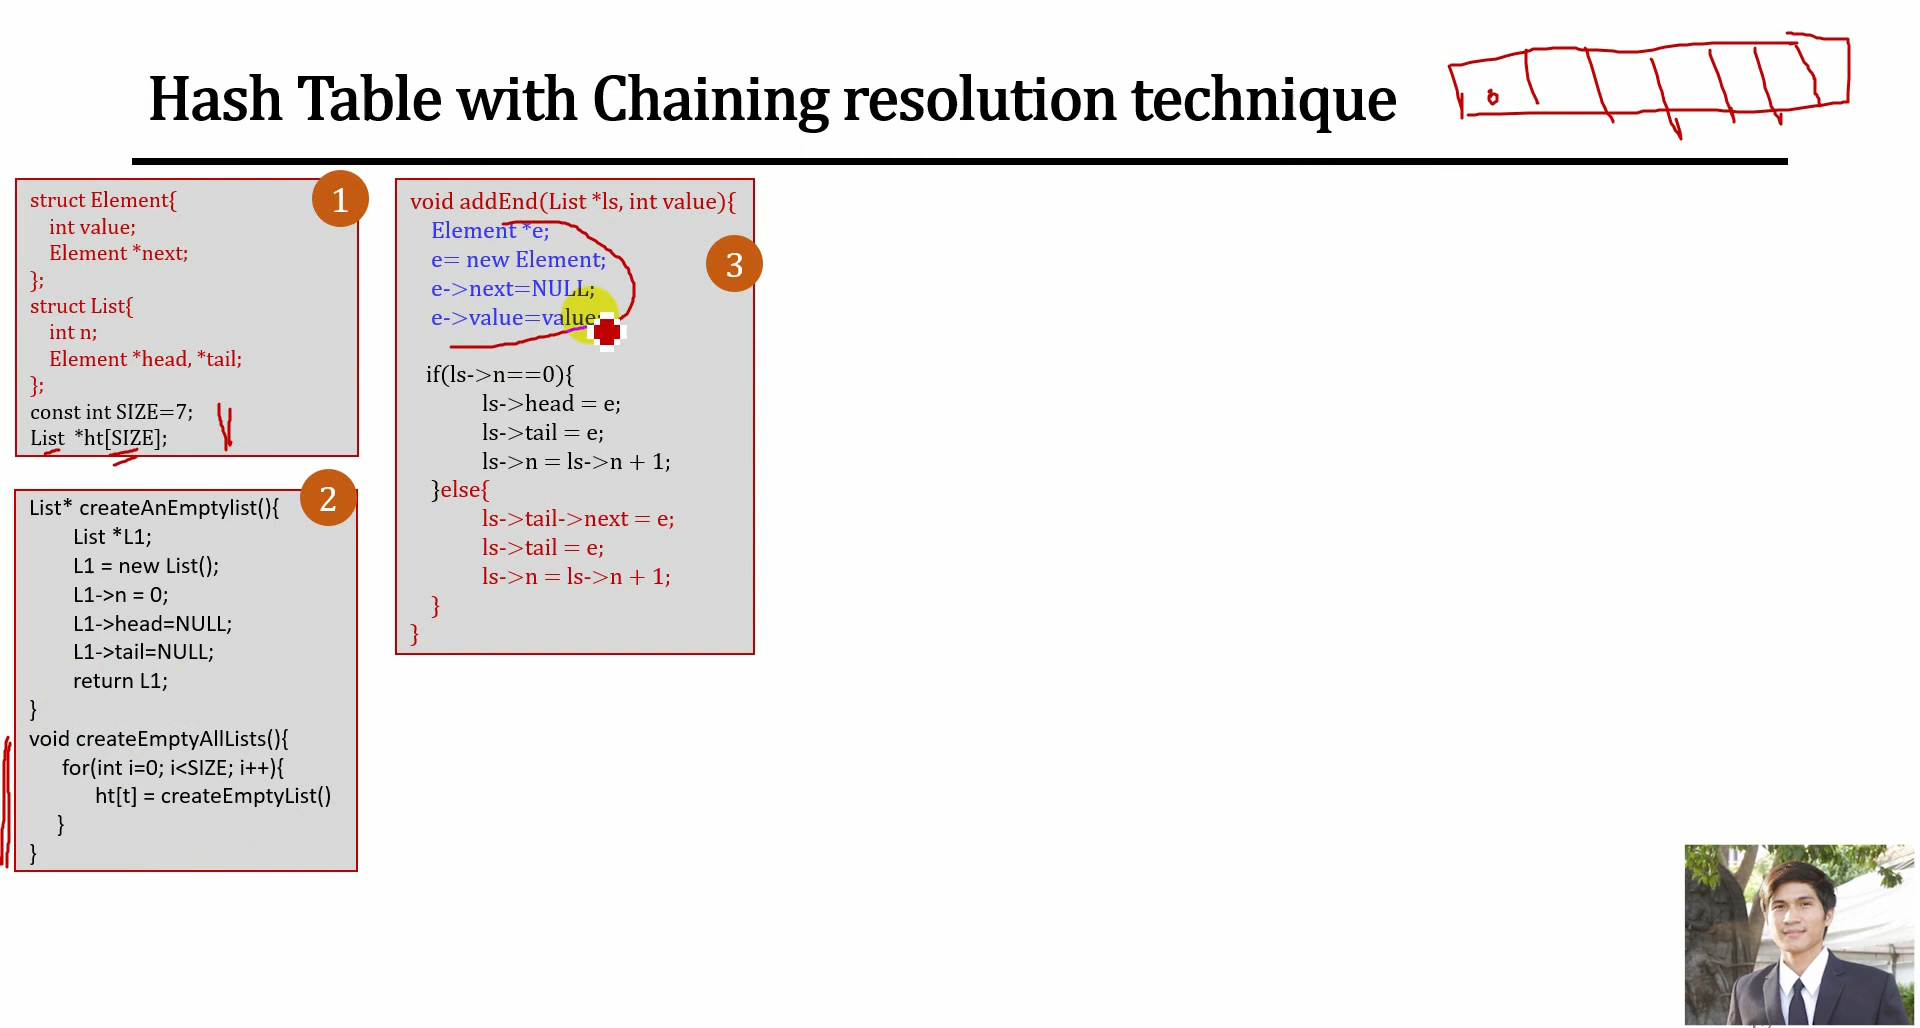 Hash Table with Chaining resolution technique
1
struct Element{
int value;
Element *next;
};
struct List{
int n;
Element *head, *tail;
};
const int SIZE=7;
List *ht[SIZE];
2
List* createAnEmptylist(){
List *L1;
L1 = new List();
L1->n = 0;
L1->head=NULL;
L1->tail=NULL;
return L1;
}
void createEmptyAllLists(){
for(int i=0; i<SIZE; i++){
ht[t] = createEmptyList()
}
}
3
void addEnd(List *ls, int value){
Element *e;
e= new Element;
e->next=NULL;
e->value=value;
if(ls->n==0){
ls->head = e;
ls->tail = e;
ls->n = ls->n + 1;
}else{
ls->tail->next = e;
ls->tail = e;
ls->n = ls->n + 1;
}
}
0